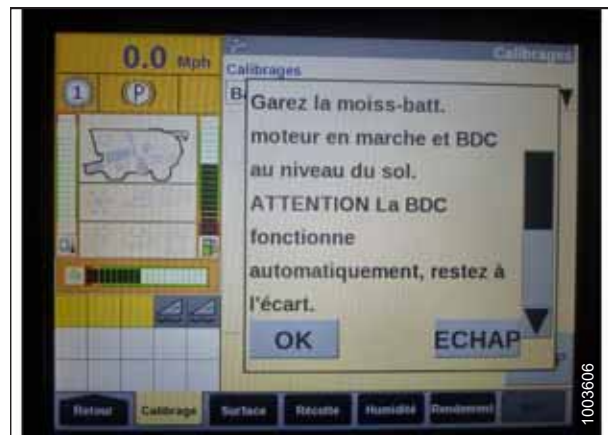 0.0 Mph
Calibrages
Calibrages
1
(P)
B
Garez la moiss-batt.
moteur en marche et BDC
au niveau du sol.
ATTENTION La BDC
fonctionne
automatiquement, restez à
l'écart.
OK
ECHAP
P
Retour
Calibrage
Surface
Récolte
Humidité
Rendement
1003606